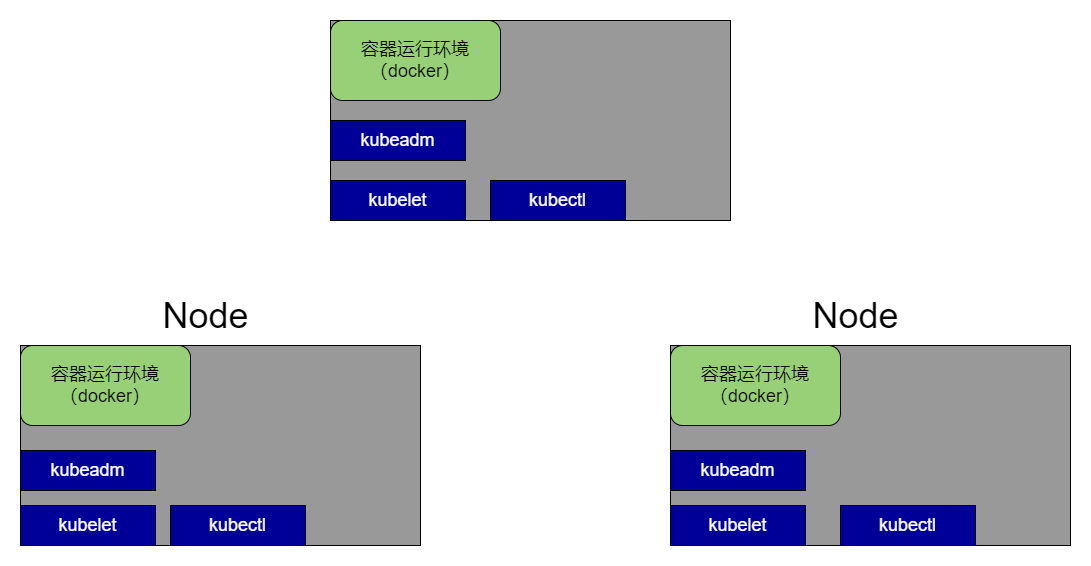 容器运行环境
（docker）
kubeadm
kubelet
kubectl
Node
容器运行环境
（docker）
kubeadm
kubelet
kubectl
Node
容器运行环境
（docker）
kubeadm
kubelet
kubectl